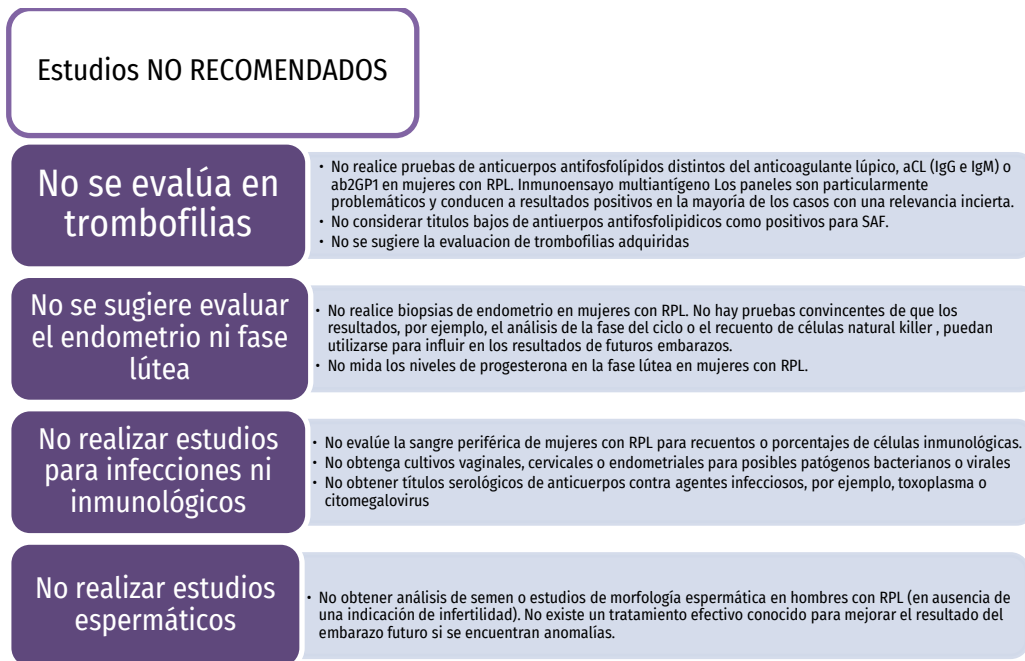 Estudios NO RECOMENDADOS
No se evalúa en
trombofilias
• No realice pruebas de anticuerpos antifosfolípidos distintos del anticoagulante lúpico, aCL (IgG e IgM) o
ab2GP1 en mujeres con RPL. Inmunoensayo multiantígeno Los paneles son particularmente
problemáticos y conducen a resultados positivos en la mayoría de los casos con una relevancia incierta.
• No considerar titulos bajos de antiuerpos antifosfolipidicos como positivos para SAF.
• No se sugiere la evaluacion de trombofilias adquiridas
No se sugiere evaluar
el endometrio ni fase
lútea
• No realice biopsias de endometrio en mujeres con RPL. No hay pruebas convincentes de que los
resultados, por ejemplo, el análisis de la fase del ciclo o el recuento de células natural killer , puedan
utilizarse para influir en los resultados de futuros embarazos.
• No mida los niveles de progesterona en la fase lútea en mujeres con RPL.
No realizar estudios
para infecciones ni
inmunológicos
• No evalúe la sangre periférica de mujeres con RPL para recuentos o porcentajes de células inmunológicas.
• No obtenga cultivos vaginales, cervicales o endometriales para posibles patógenos bacterianos o virales
• No obtener títulos serológicos de anticuerpos contra agentes infecciosos, por ejemplo, toxoplasma o
citomegalovirus
No realizar estudios
espermáticos
• No obtener análisis de semen o estudios de morfología espermática en hombres con RPL (en ausencia de
una indicación de infertilidad). No existe un tratamiento efectivo conocido para mejorar el resultado del
embarazo futuro si se encuentran anomalías.